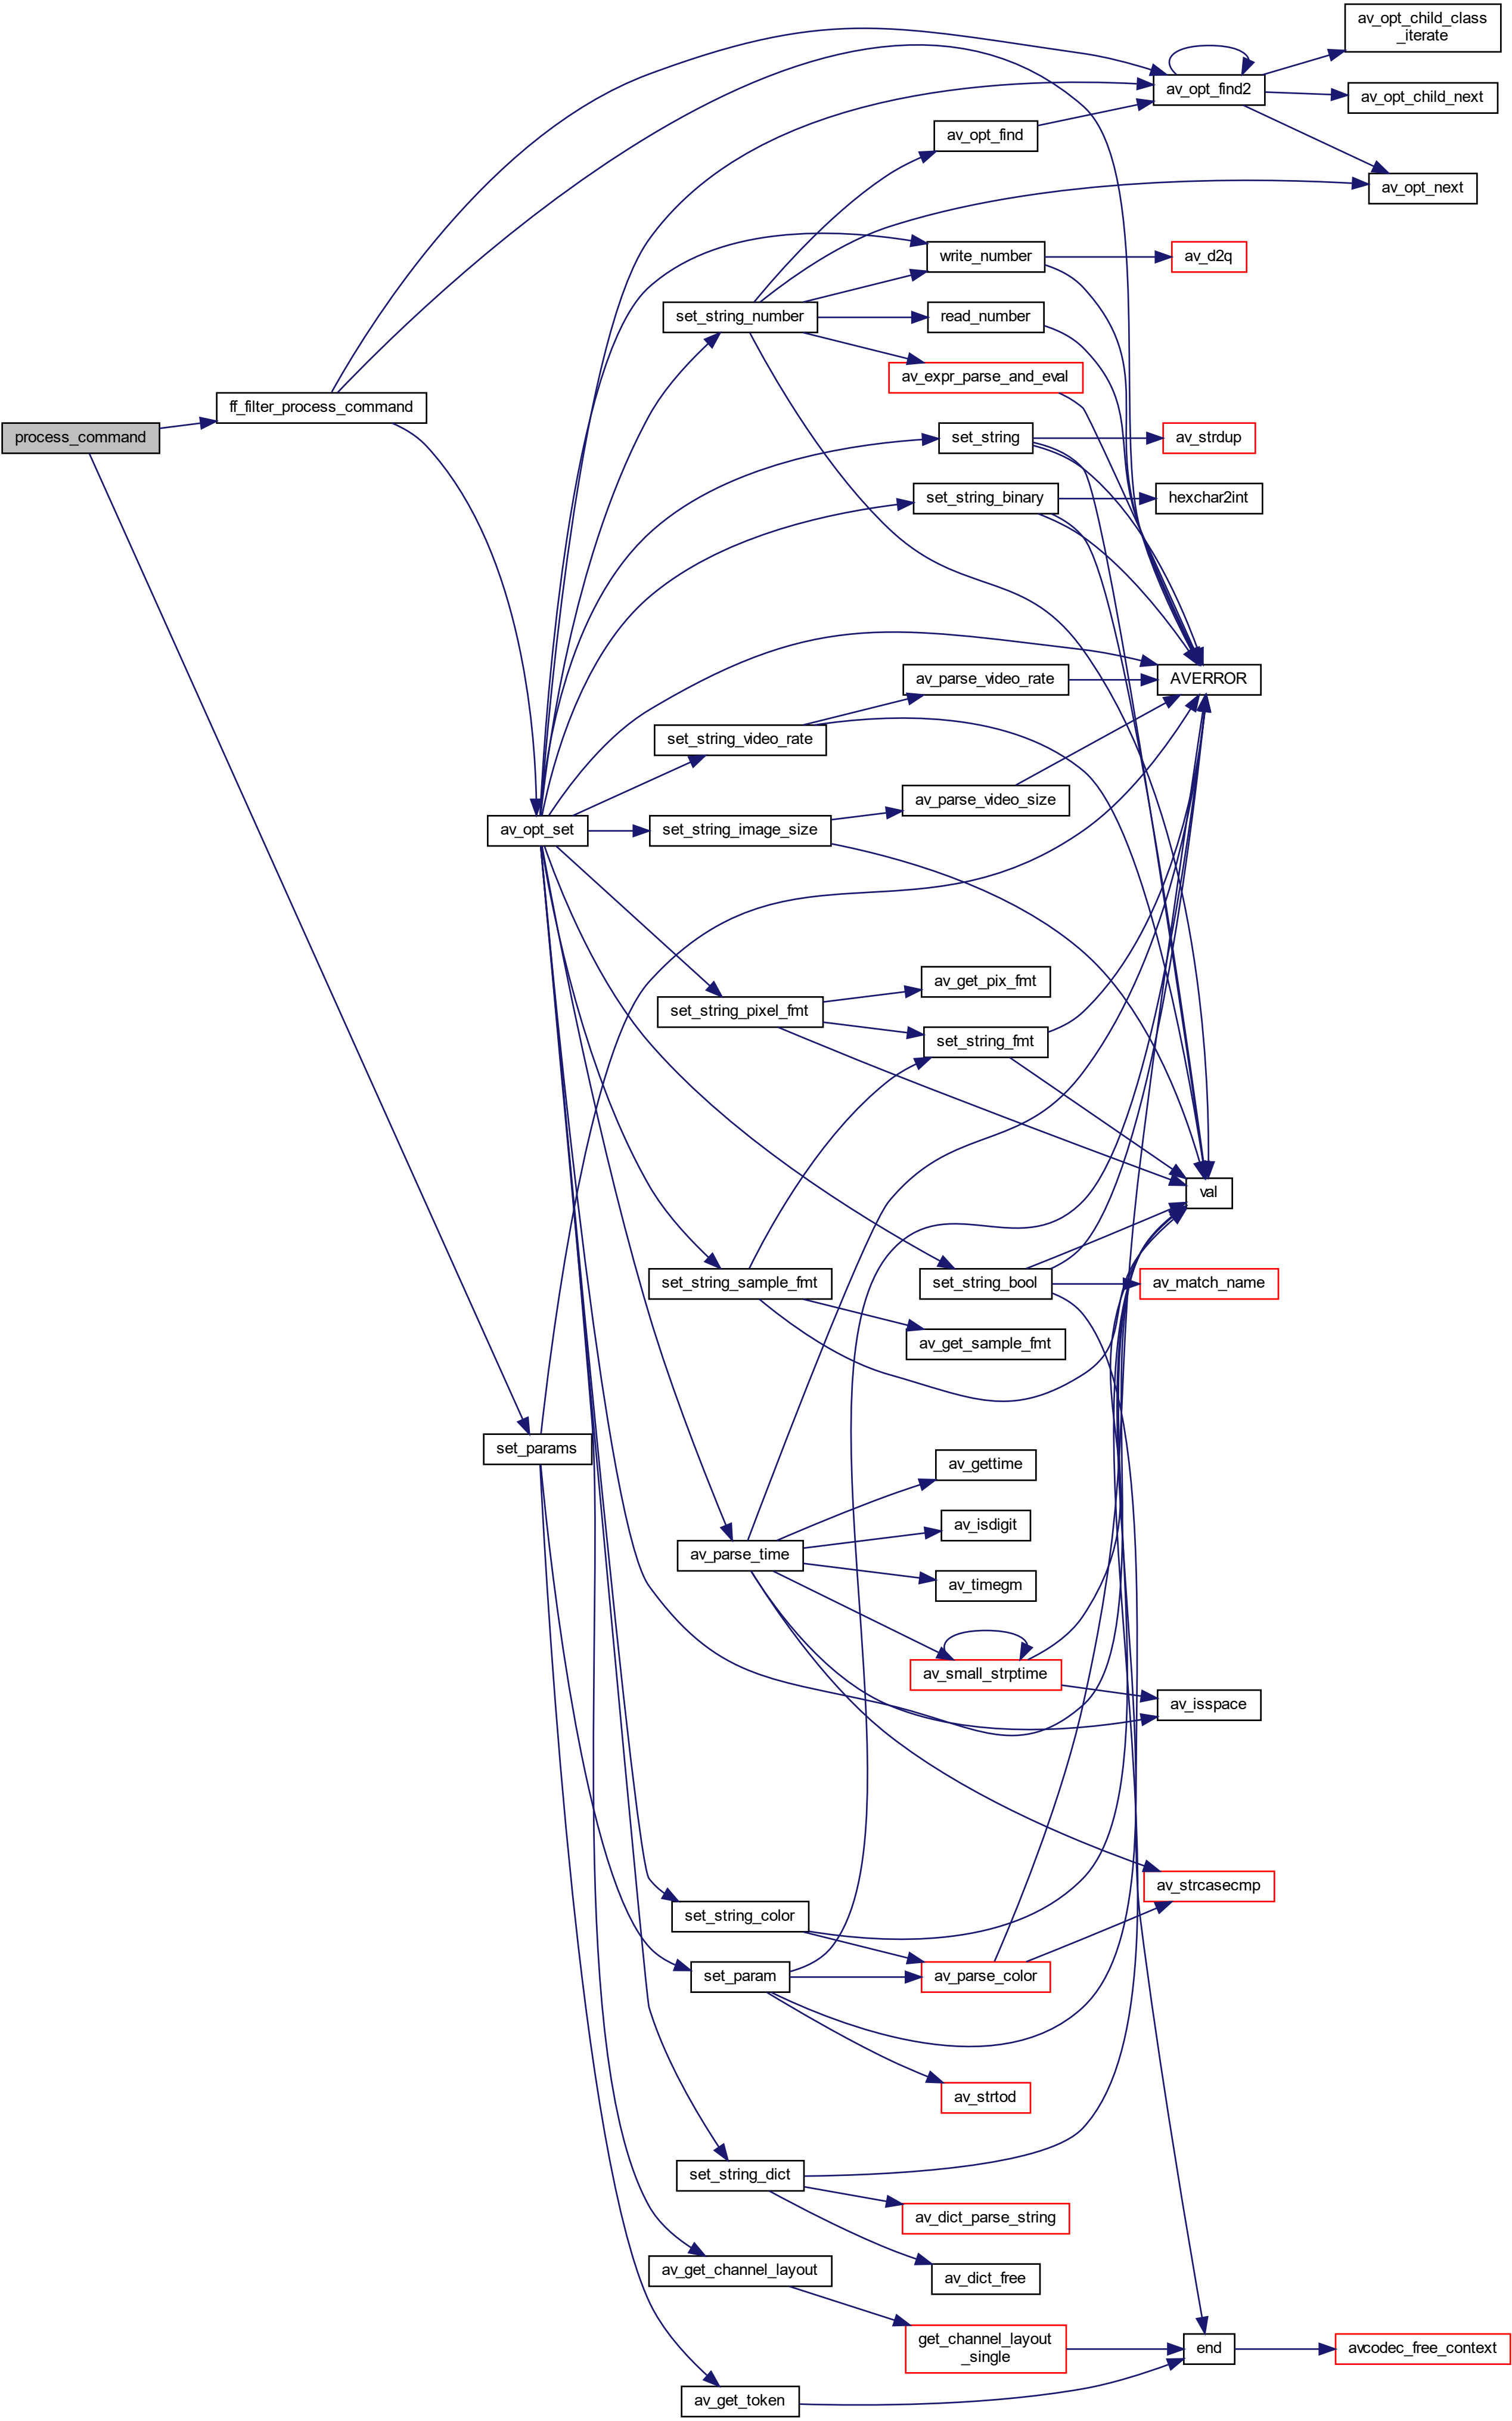 av_opt_child_class
_iterate
av_opt_find2
av_opt_child_next
av_opt_find
av_opt_next
write_number
av_d2q
set_string_number
read_number
av_expr_parse_and_eval
ff_filter_process_command
process_command
set_string
av_strdup
set_string_binary
hexchar2int
av_parse_video_rate
AVERROR
set_string_video_rate
av_parse_video_size
av_opt_set
set_string_image_size
av_get_pix_fmt
set_string_pixel_fmt
set_string_fmt
val
set_string_sample_fmt
set_string_bool
av_match_name
av_get_sample_fmt
set_params
av_gettime
av_isdigit
av_parse_time
av_timegm
av_small_strptime
av_isspace
av_strcasecmp
set_string_color
set_param
av_parse_color
av_strtod
set_string_dict
av_dict_parse_string
av_get_channel_layout
av_dict_free
get_channel_layout
_single
end
avcodec_free_context
av_get_token